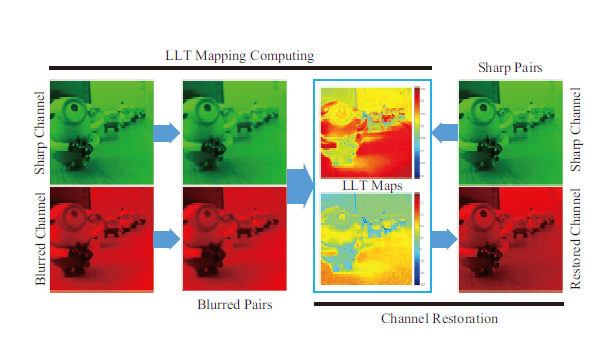 LLT Mapping Computing
Sharp Pairs
Sharp Channel
Sharp Channel
LLT Maps
Blurred Channel
Restored Channel
Blurred Pairs
Channel Restoration